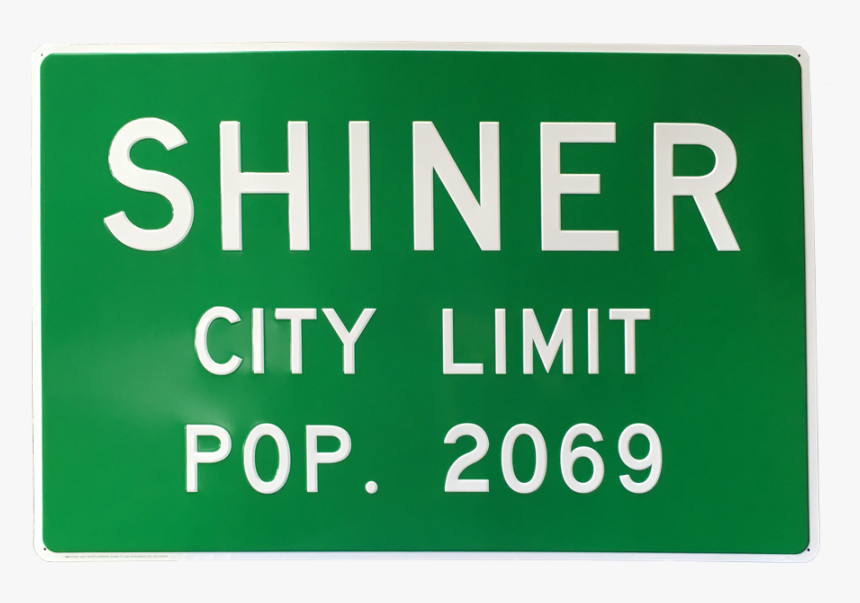 SHINER
CITY LIMIT
POP. 2069